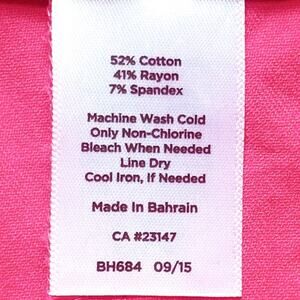 52% Cotton
41% Rayon
7% Spandex
Machine Wash Cold
Only Non-Chlorine
Bleach When Needed
Line Dry
Cool Iron, If Needed
Made In Bahrain
CA #23147
BH684 09/15